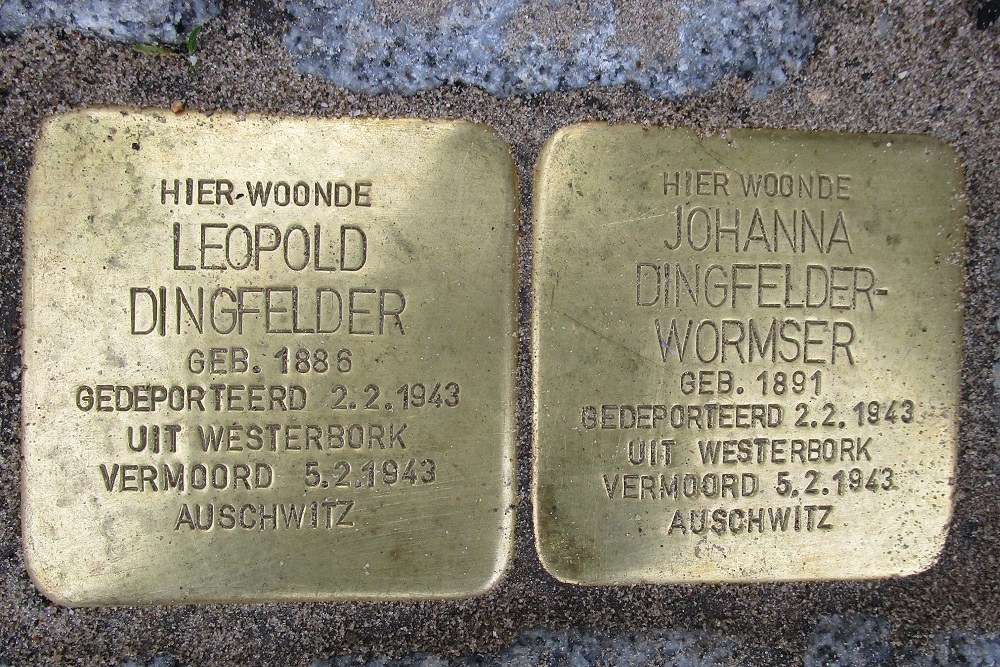 HIER WOONDE
LEOPOLD
DINGFELDER
GEB. 1886
GEDEPORTEERD 2.2.1943
UIT WESTERBORK
VERMOORD 5.2.1943
AUSCHWITZ
HIER WOONDE
JOHANNA
DINGFELDER-
WORMSER
GEB. 1891
GEDEPORTEERD 2.2.1943
UIT WESTERBORK
VERMOORD 5.2.1943
AUSCHWITZ